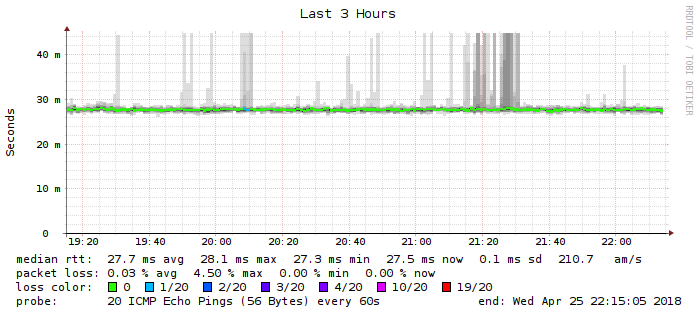 Last 3 Hours
RRDTOOL / TOBI OETIKER
Seconds
40 m
30 m
20 m
10 m
0
19:20 19:40 20:00 20:20 20:40 21:00 21:20 21:40 22:00
median rtt: 27.7 ms avg 28.1 ms max 27.3 ms min 27.5 ms now 0.1 ms sd 210.7 am/s
packet loss: 0.03 % avg 4.50 % max 0.00 % min 0.00 % now
loss color: 0 1/20 2/20 3/20 4/20 10/20 19/20
probe: 20 ICMP Echo Pings (56 Bytes) every 60s end: Wed Apr 25 22:15:05 2018